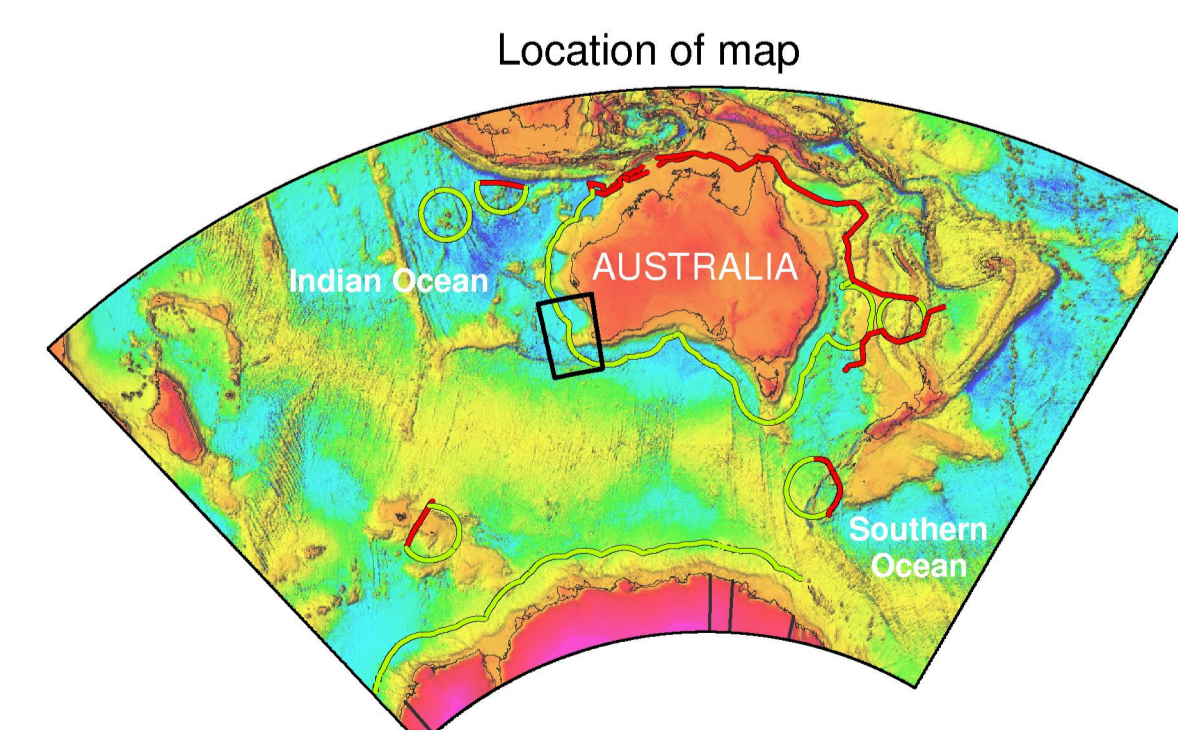 Location of map
Indian Ocean
AUSTRALIA
Southern
Ocean